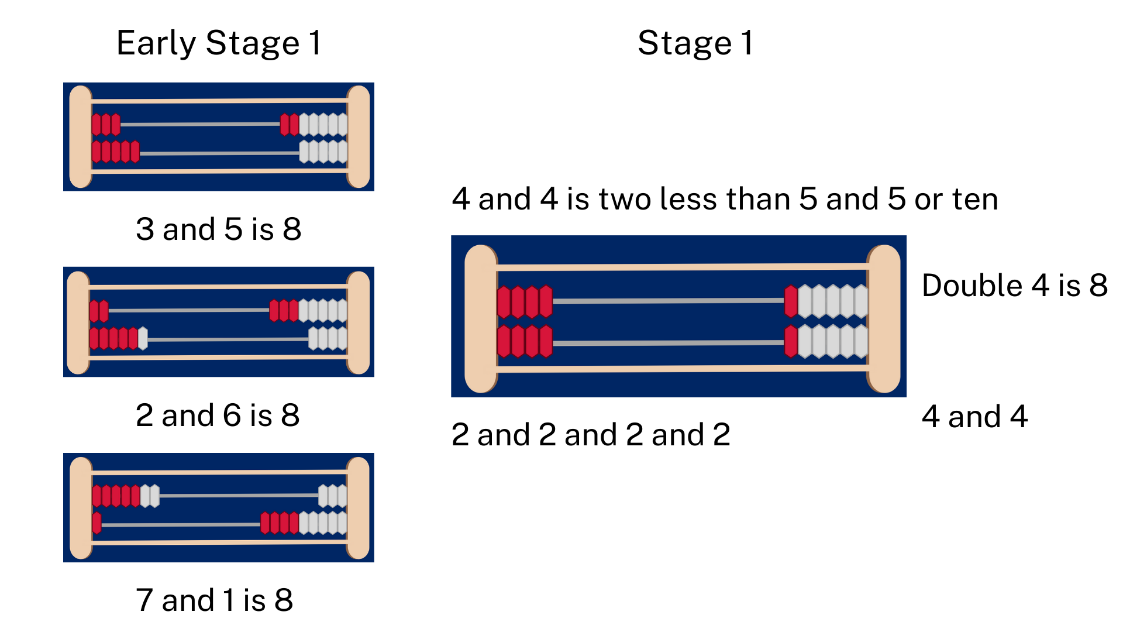 Early Stage 1
3 and 5 is 8
2 and 6 is 8
7 and 1 is 8
Stage 1
4 and 4 is two less than 5 and 5 or ten
Double 4 is 8
4 and 4
2 and 2 and 2 and 2